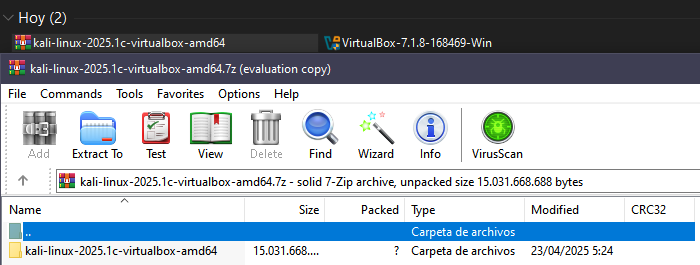 Hoy (2)
kali-linux-2025.1c-virtualbox-amd64 VirtualBox-7.1.8-168469-Win
kali-linux-2025.1c-virtualbox-amd64.7z (evaluation copy)
File Commands Tools Favorites Options Help
Add Extract To Test View Delete Find Wizard Info VirusScan
kali-linux-2025.1c-virtualbox-amd64.7z - solid 7-Zip archive, unpacked size 15.031.668.688 bytes
Name Size Packed Type Modified CRC32
.. Carpeta de archivos
kali-linux-2025.1c-virtualbox-amd64 15.031.668.... ? Carpeta de archivos 23/04/2025 5:24